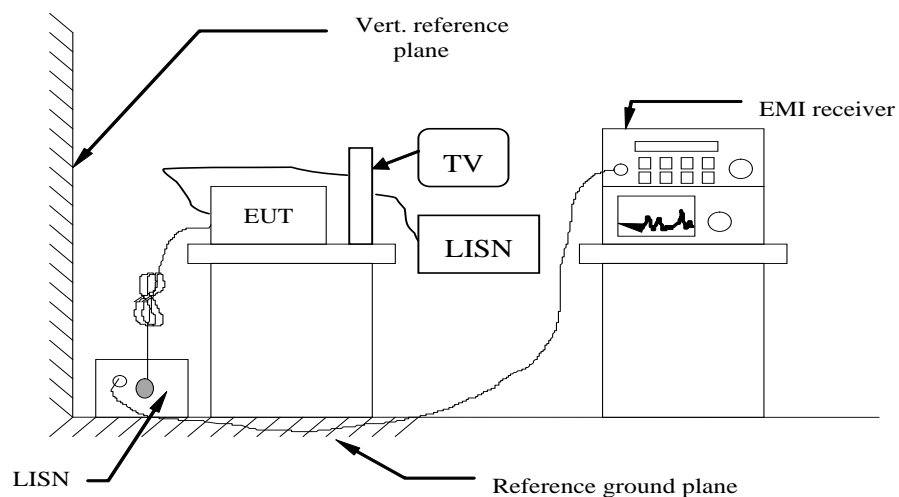 Vert. reference
plane
EMI receiver
TV
EUT
LISN
LISN
Reference ground plane